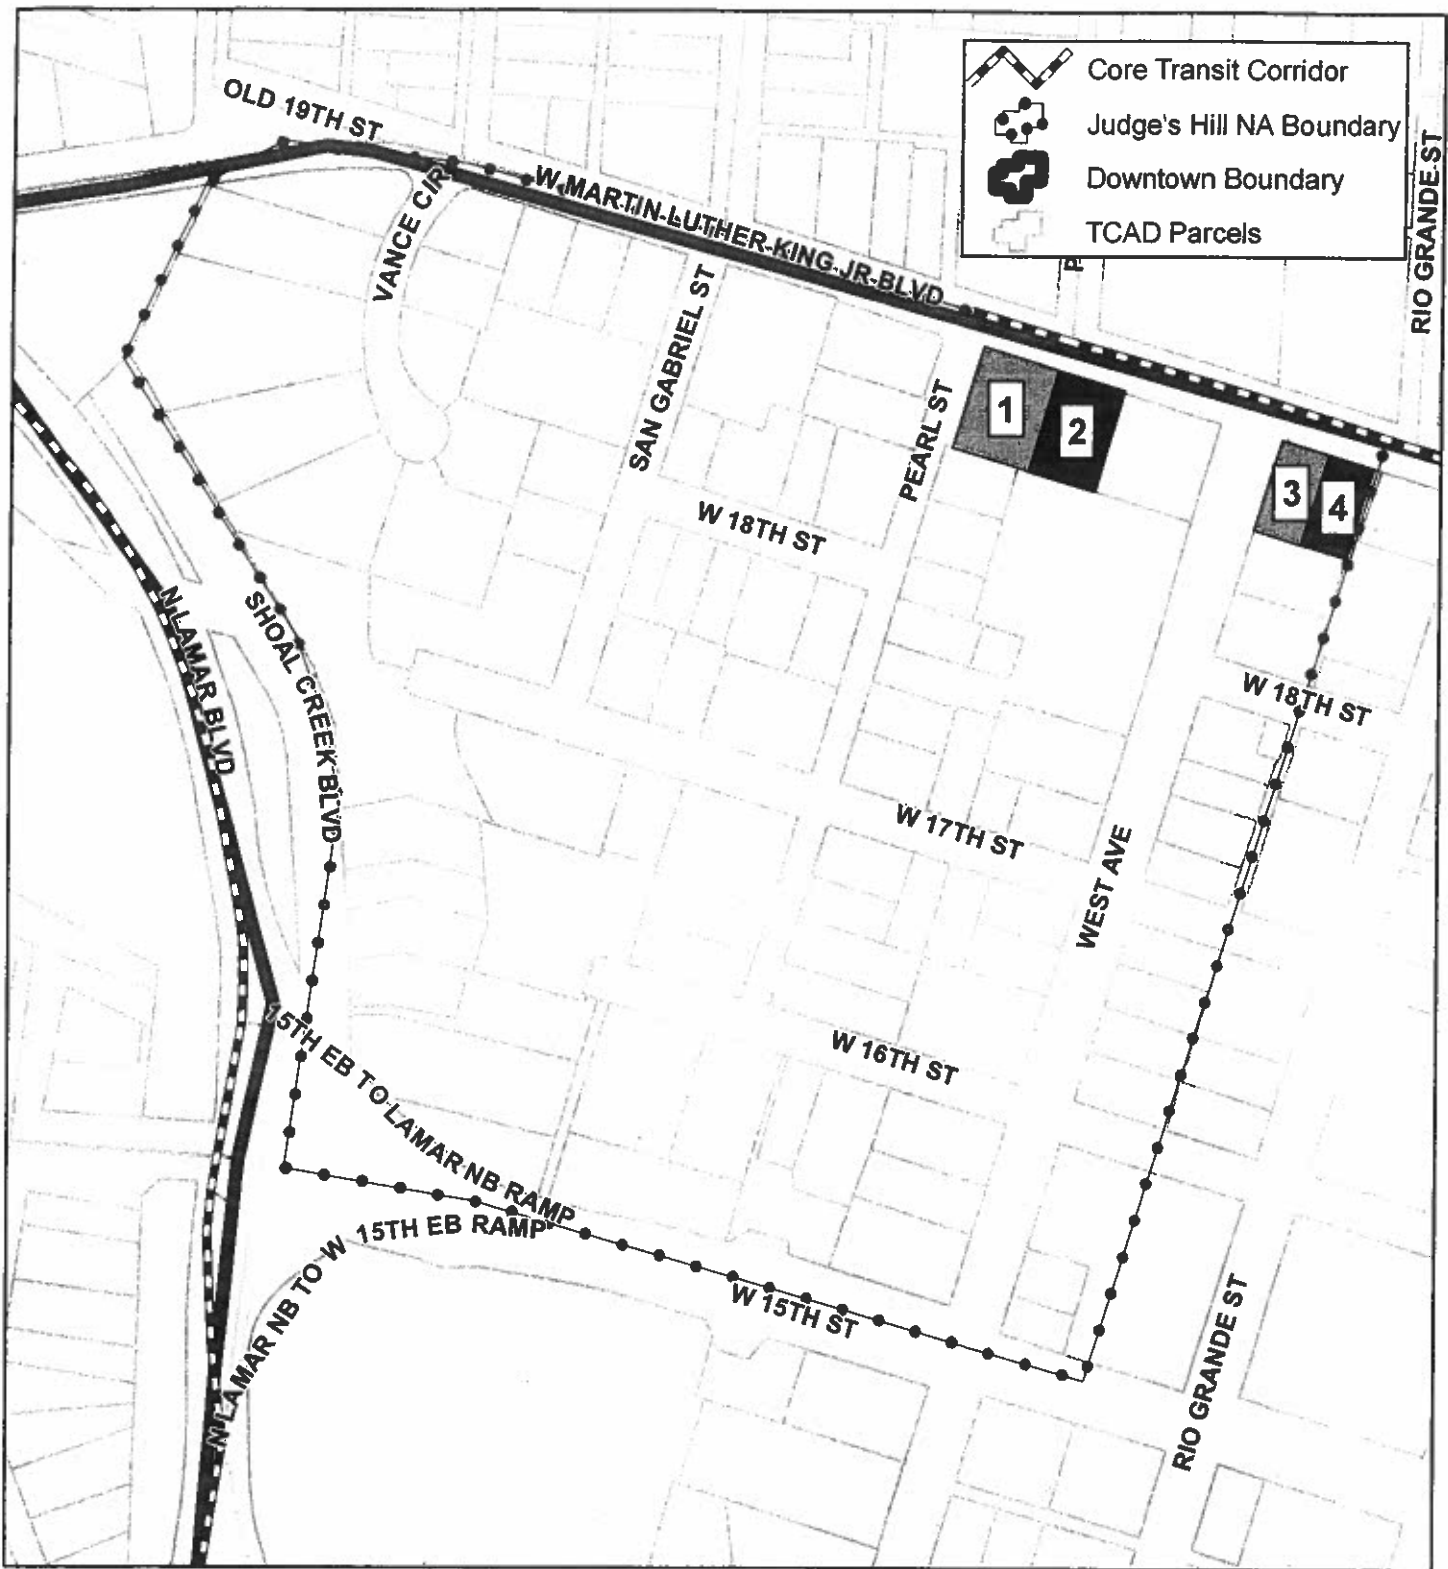 Core Transit Corridor
Judge's Hill NA Boundary
Downtown Boundary
TCAD Parcels
OLD 19TH ST
W MARTIN LUTHER KING JR BLVD
VANCE CIR
RIO GRANDE ST
P
SAN GABRIEL ST
PEARL ST
1
2
3
4
W 18TH ST
W 18TH ST
N LAMAR BLVD
SHOAL CREEK BLVD
W 17TH ST
WEST AVE
W 16TH ST
15TH EB TO LAMAR NB RAMP
N LAMAR NB TO W 15TH EB RAMP
W 15TH ST
RIO GRANDE ST